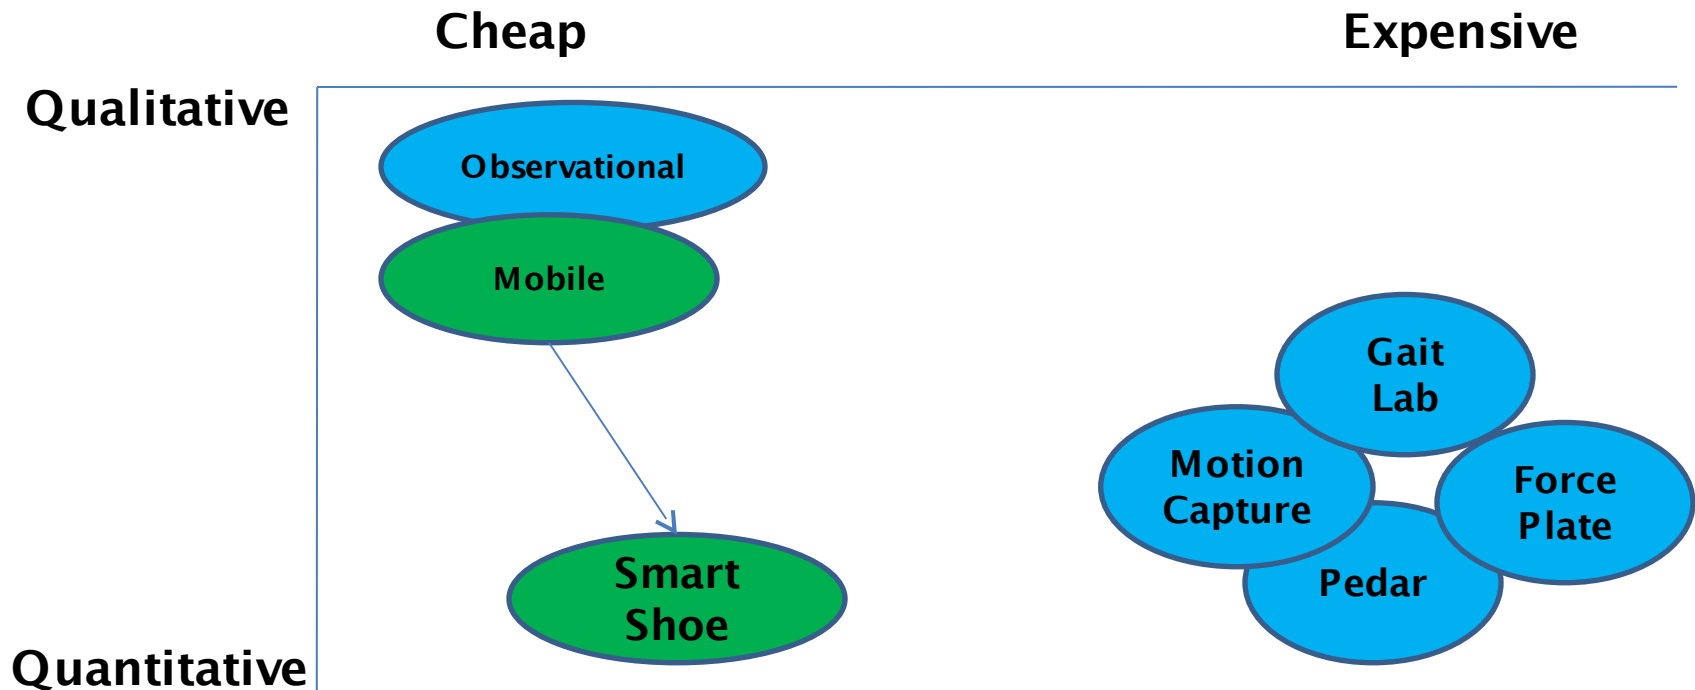 Cheap
Expensive
Qualitative
Observational
Mobile
Gait
Lab
Motion
Capture
Force
Plate
Pedar
Smart
Shoe
Quantitative